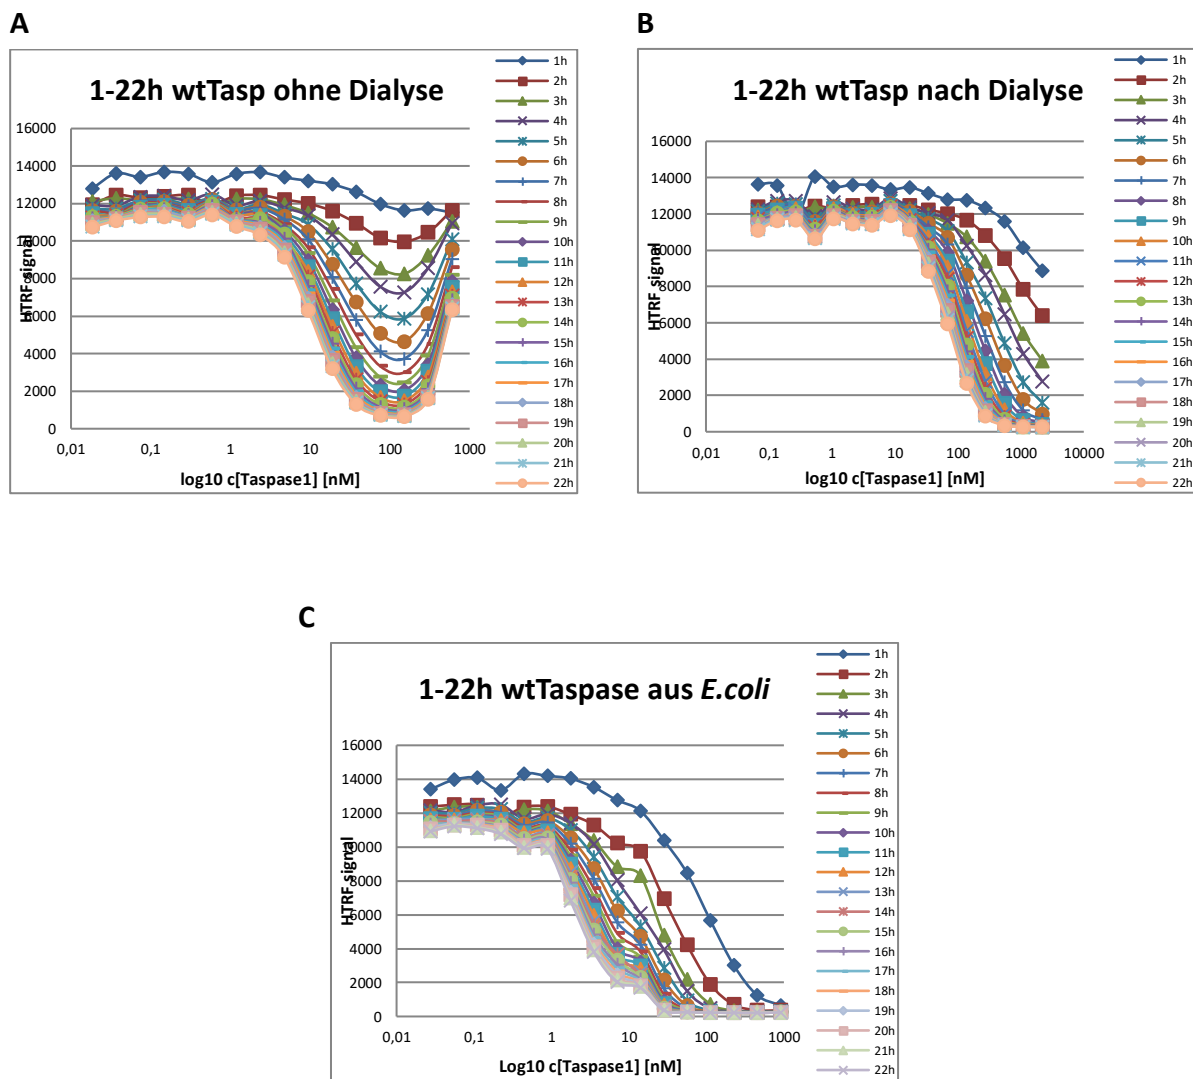 A
1-22h wtTasp ohne Dialyse
HTRF signal
16000
14000
12000
10000
8000
6000
4000
2000
0
0,01
0,1
1
10
100
1000
log10 c[Taspase1] [nM]
1h
2h
3h
4h
5h
6h
7h
8h
9h
10h
11h
12h
13h
14h
15h
16h
17h
18h
19h
20h
21h
22h
B
1-22h wtTasp nach Dialyse
HTRF signal
16000
14000
12000
10000
8000
6000
4000
2000
0
0,01
0,1
1
10
100
1000
10000
log10 c[Taspase1] [nM]
1h
2h
3h
4h
5h
6h
7h
8h
9h
10h
11h
12h
13h
14h
15h
16h
17h
18h
19h
20h
21h
22h
C
1-22h wtTaspase aus E.coli
HTRF signal
16000
14000
12000
10000
8000
6000
4000
2000
0
0,01
0,1
1
10
100
1000
Log10 c[Taspase1] [nM]
1h
2h
3h
4h
5h
6h
7h
8h
9h
10h
11h
12h
13h
14h
15h
16h
17h
18h
19h
20h
21h
22h